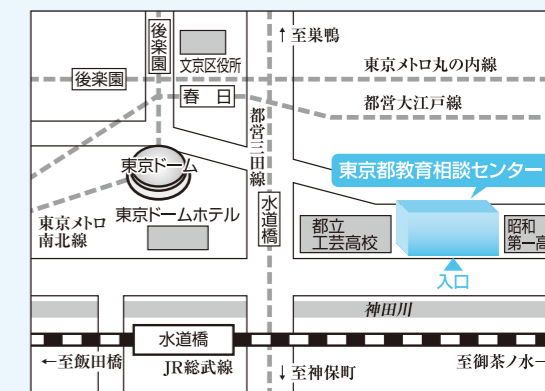 ↑至巣鴨
後楽園
文京区役所
東京メトロ丸の内線
後楽園
春日
都営大江戸線
都営三田線
東京ドーム
東京都教育相談センター
東京メトロ
南北線
東京ドームホテル
水道橋
都立
工芸高校
昭和
第一高
入口
神田川
水道橋
←至飯田橋
JR総武線
↓至神保町
至御茶ノ水→